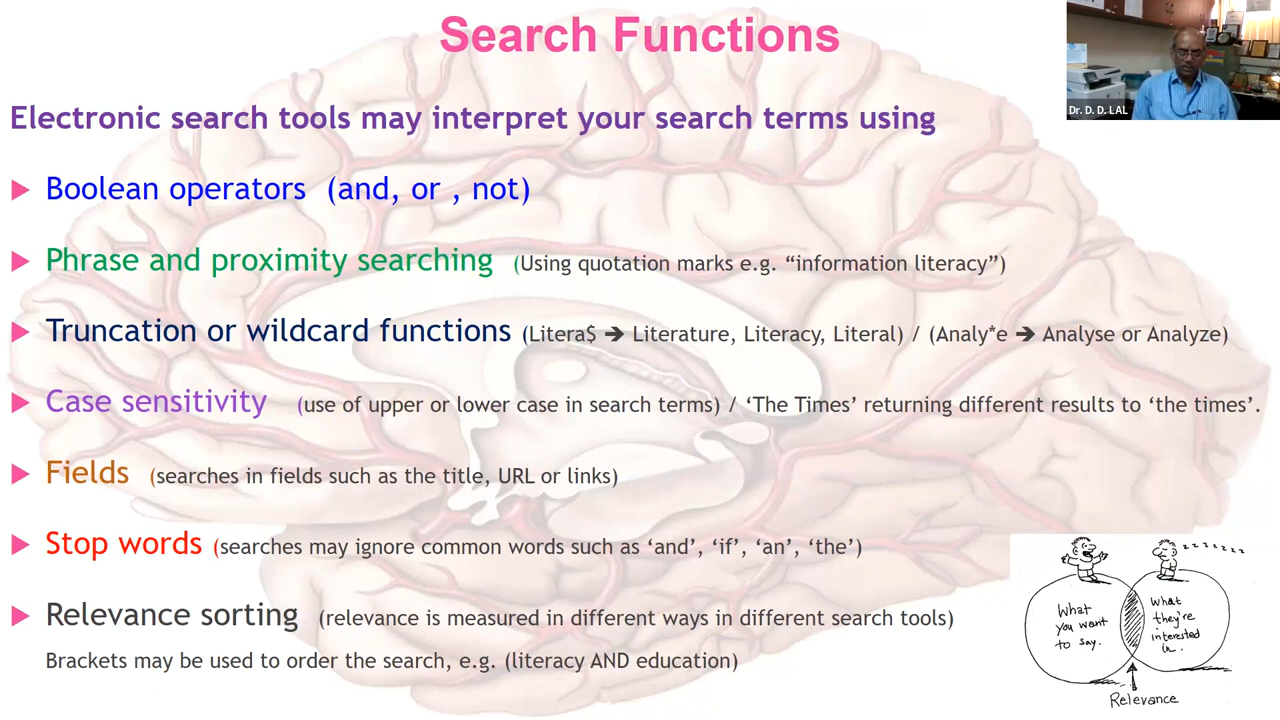 Search Functions
Dr. D. D. LAL
Electronic search tools may interpret your search terms using
Boolean operators (and, or , not)
Phrase and proximity searching (Using quotation marks e.g. “information literacy”)
Truncation or wildcard functions (Litera$ ➔ Literature, Literacy, Literal) / (Analy*e ➔ Analyse or Analyze)
Case sensitivity (use of upper or lower case in search terms) / ‘The Times’ returning different results to ‘the times’.
Fields (searches in fields such as the title, URL or links)
Stop words (searches may ignore common words such as ‘and’, ‘if’, ‘an’, ‘the’)
Relevance sorting (relevance is measured in different ways in different search tools)
Brackets may be used to order the search, e.g. (literacy AND education)
zzzzzzz
What
you want
to say.
What
they're
interested
in.
Relevance